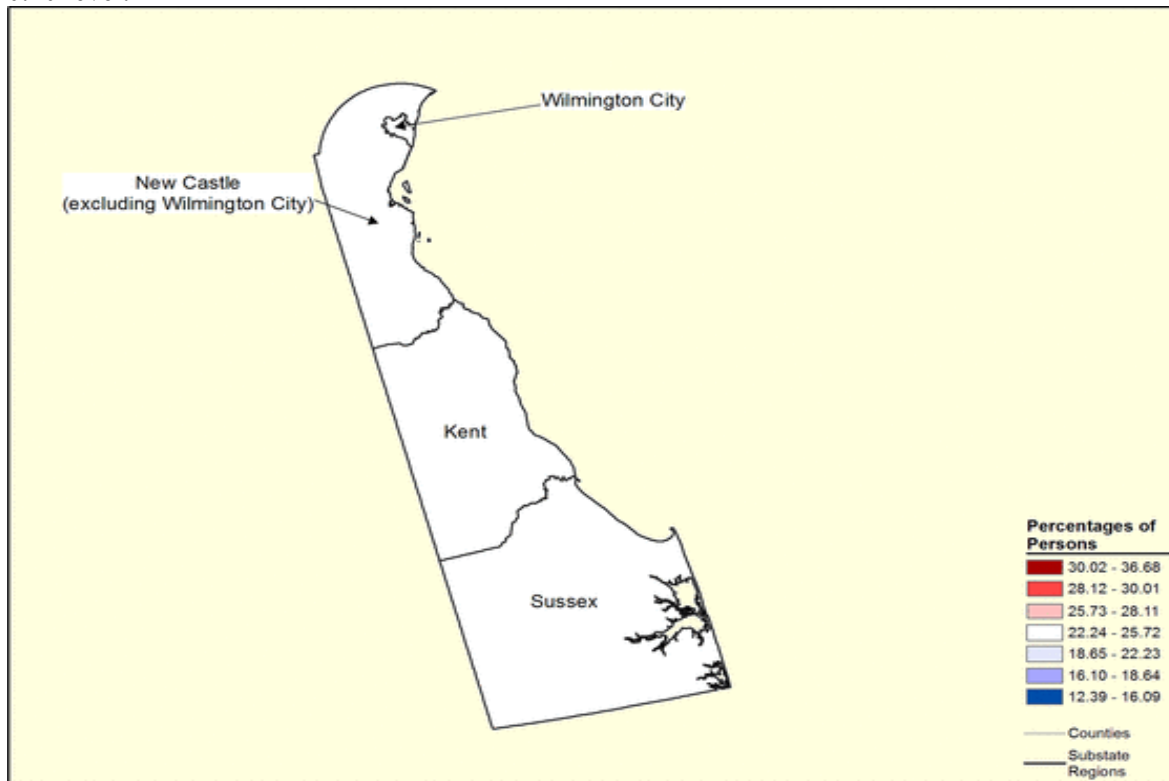 Wilmington City
New Castle
(excluding Wilmington City)
Kent
Sussex
Percentages of
Persons
30.02 - 36.68
28.12 - 30.01
25.73 - 28.11
22.24 - 25.72
18.65 - 22.23
16.10 - 18.64
12.39 - 16.09
Counties
Substate
Regions